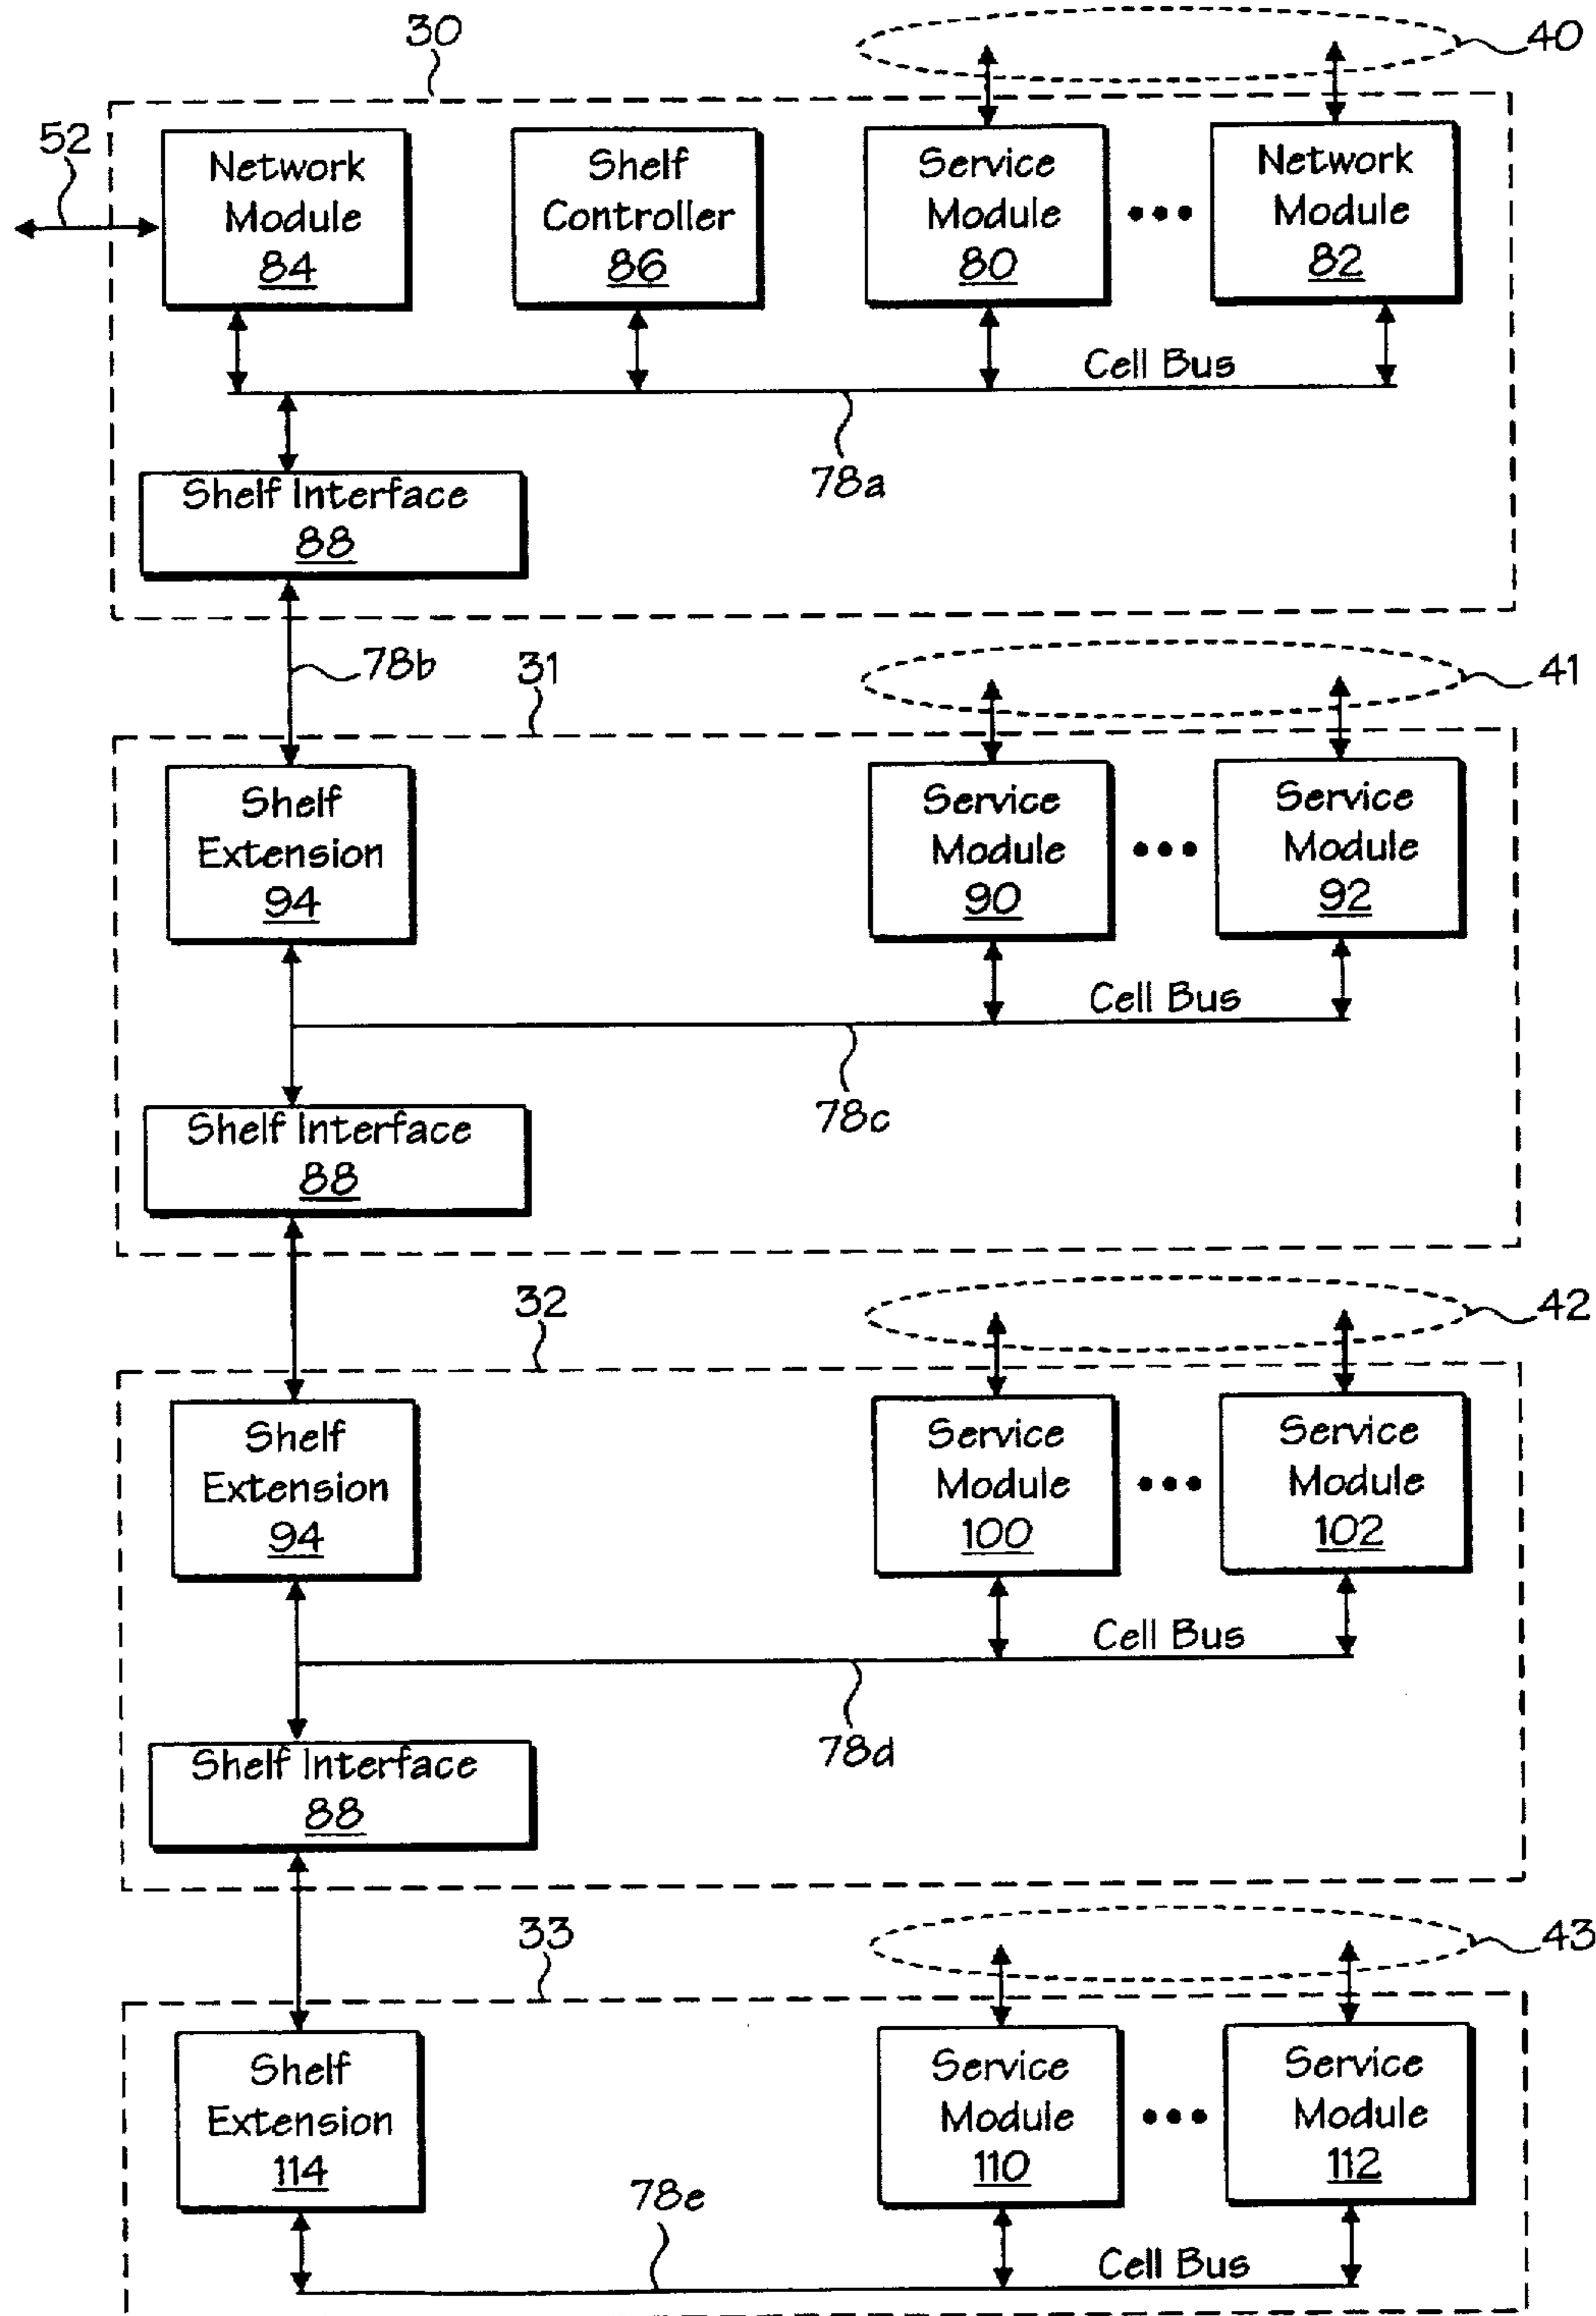 30
40
52
Network
Module
84
Shelf
Controller
86
Service
Module
80
Network
Module
82
Cell Bus
78a
Shelf Interface
88
78b
31
41
Shelf
Extension
94
Service
Module
90
Service
Module
92
Cell Bus
78c
Shelf Interface
88
32
42
Shelf
Extension
94
Service
Module
100
Service
Module
102
Cell Bus
78d
Shelf Interface
88
33
43
Shelf
Extension
114
Service
Module
110
Service
Module
112
78e
Cell Bus